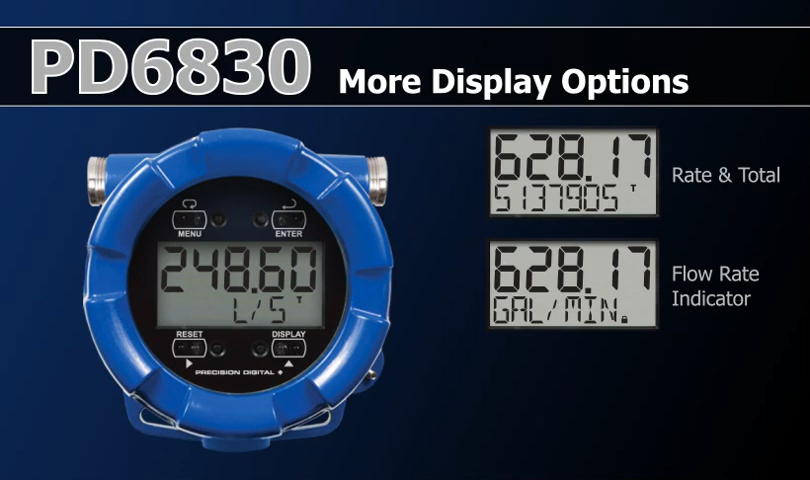 PD6830 More Display Options
MENU
ENTER
248.60
L/S T
RESET
DISPLAY
PRECISION DIGITAL
628.17
5137905 T
Rate & Total
628.17
GAL/MIN
Flow Rate
Indicator